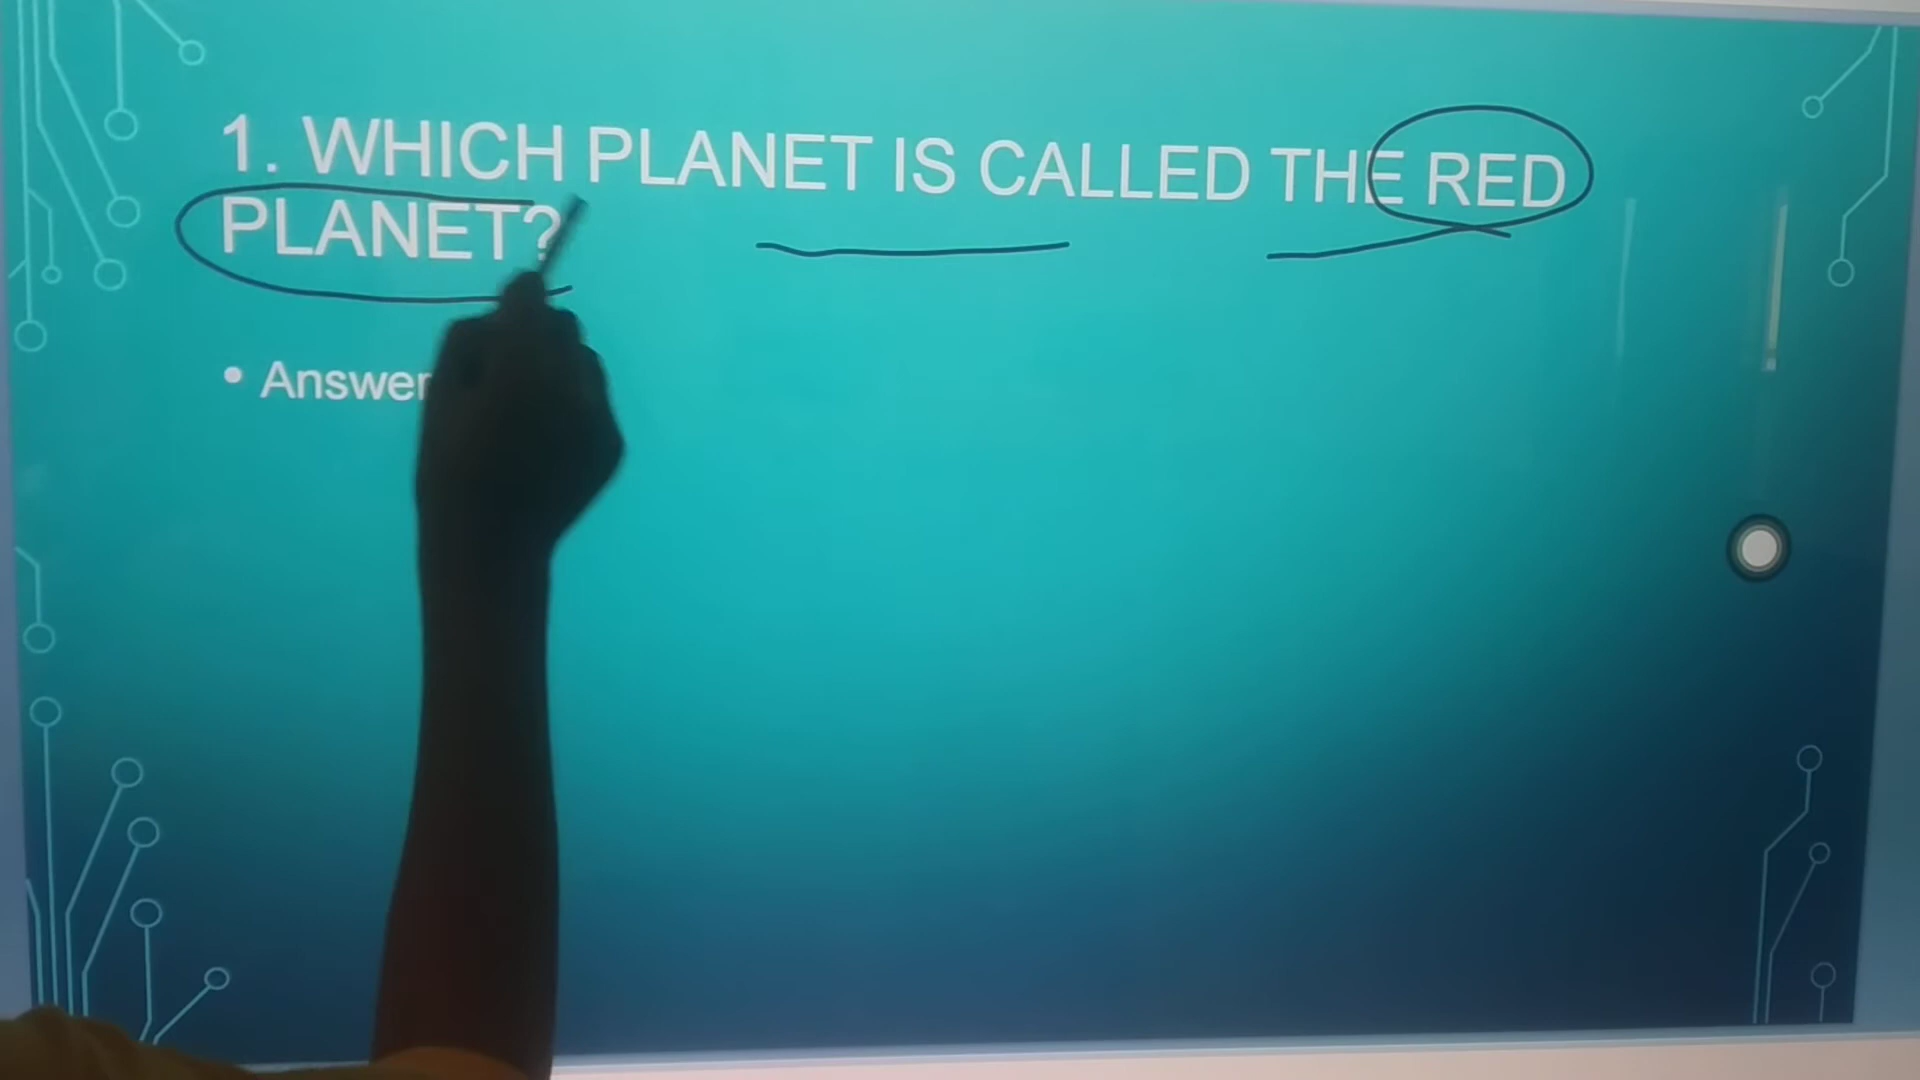 1. WHICH PLANET IS CALLED THE RED
PLANET?
• Answer